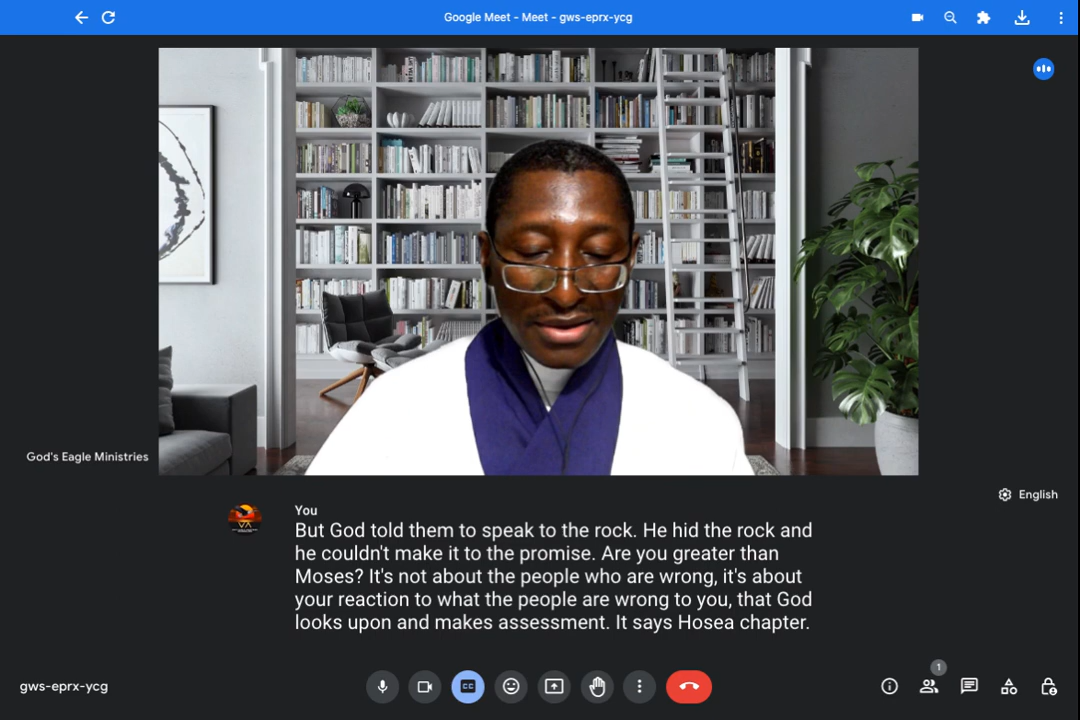 Google Meet - Meet - gws-eprx-ycg
God's Eagle Ministries
English
You
But God told them to speak to the rock. He hid the rock and
he couldn't make it to the promise. Are you greater than
Moses? It's not about the people who are wrong, it's about
your reaction to what the people are wrong to you, that God
looks upon and makes assessment. It says Hosea chapter.
gws-eprx-ycg
CC
1